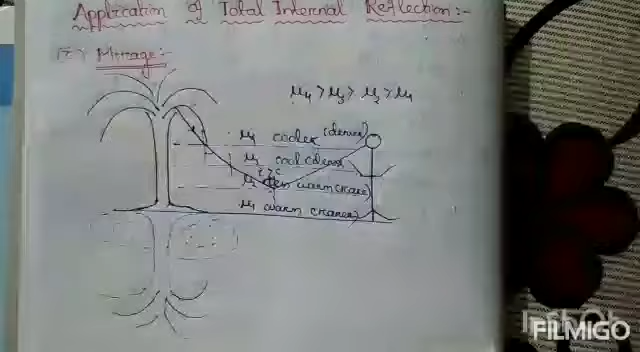 Application of Total Internal Reflection:-
Mirage:-
μ4 > μ3 > μ2 > μ1
μ4 cooler (denser)
μ3 cool (denser
i > c
μ2 warm (rarer)
μ1 warm (rarer)
FILMIGO